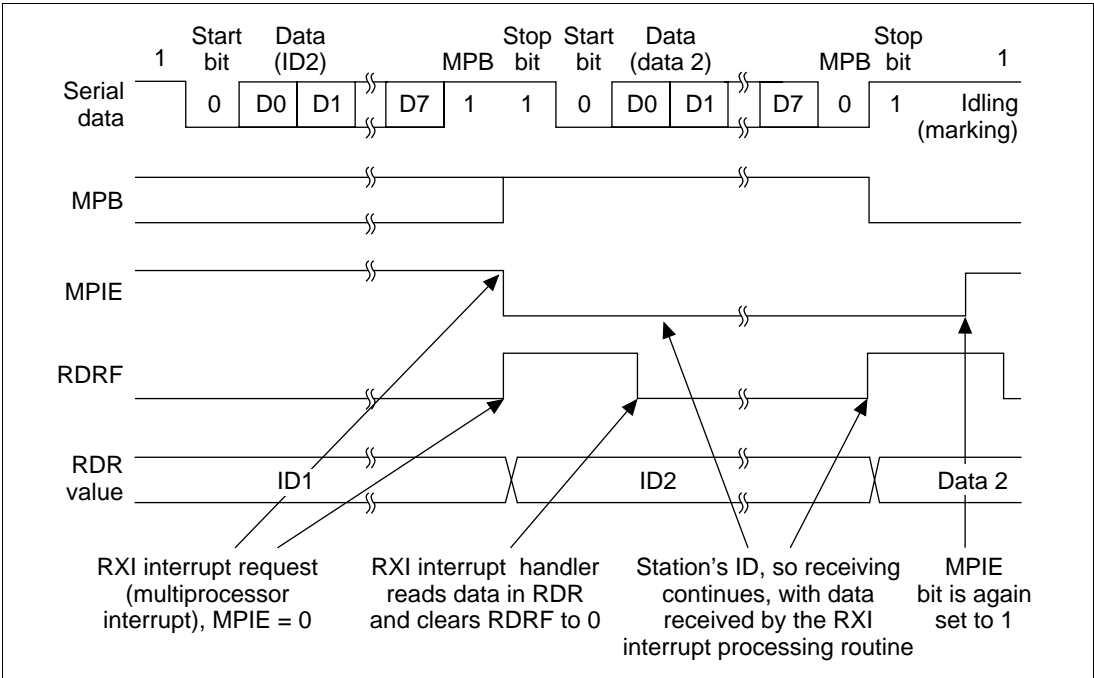 1 Start bit Data (ID2) MPB Stop bit Start bit Data (data 2) MPB Stop bit 1
Serial data 0 D0 D1 D7 1 1 0 D0 D1 D7 0 1 Idling (marking)
MPB
MPIE
RDRF
RDR value ID1 ID2 Data 2
RXI interrupt request
(multiprocessor
interrupt), MPIE = 0
RXI interrupt handler
reads data in RDR
and clears RDRF to 0
Station's ID, so receiving
continues, with data
received by the RXI
interrupt processing routine
MPIE
bit is again
set to 1